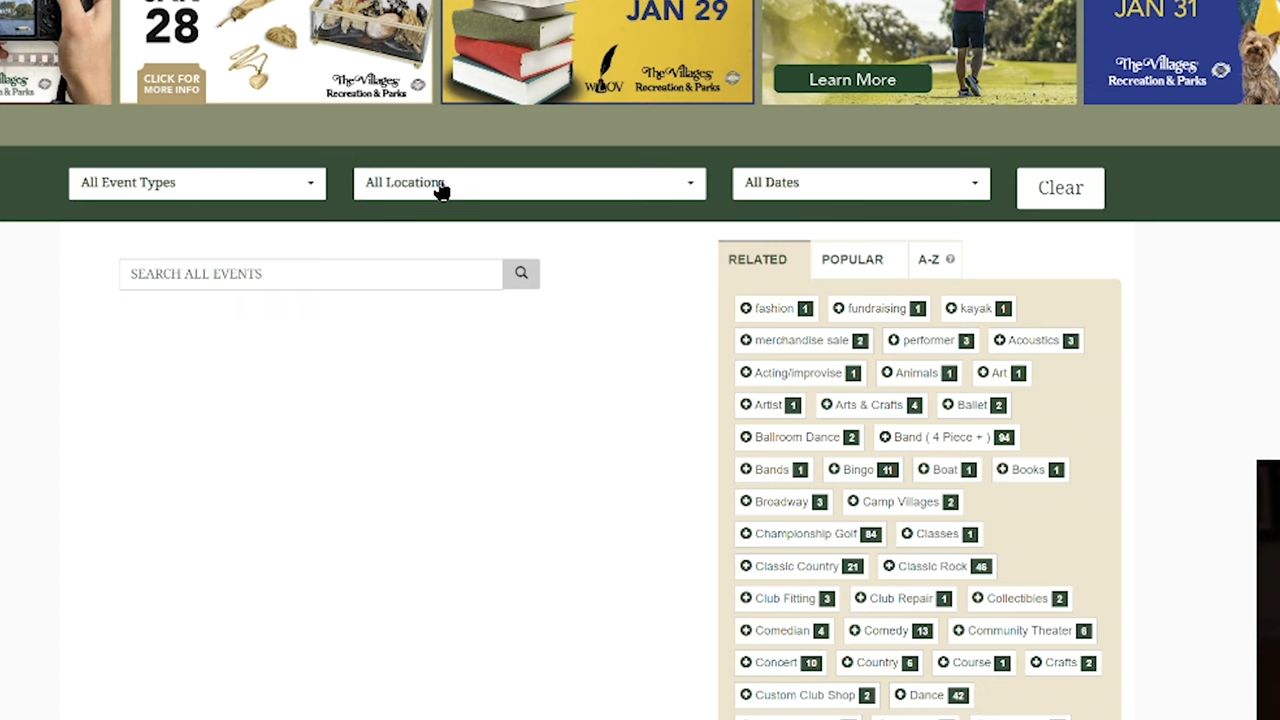 JAN
28
CLICK FOR
MORE INFO
The Villages
Recreation & Parks
JAN 29
WLOV
The Villages
Recreation & Parks
Learn More
JAN 31
The Villages
Recreation & Parks
& Parks
All Event Types
All Locations
All Dates
Clear
SEARCH ALL EVENTS
RELATED
POPULAR
A-Z ?
fashion 1
fundraising 1
kayak 1
merchandise sale 2
performer 3
Acoustics 3
Acting/improvise 1
Animals 1
Art 1
Artist 1
Arts & Crafts 4
Ballet 2
Ballroom Dance 2
Band ( 4 Piece + ) 94
Bands 1
Bingo 11
Boat 1
Books 1
Broadway 3
Camp Villages 2
Championship Golf 84
Classes 1
Classic Country 21
Classic Rock 46
Club Fitting 3
Club Repair 1
Collectibles 2
Comedian 4
Comedy 13
Community Theater 6
Concert 10
Country 6
Course 1
Crafts 2
Custom Club Shop 2
Dance 42